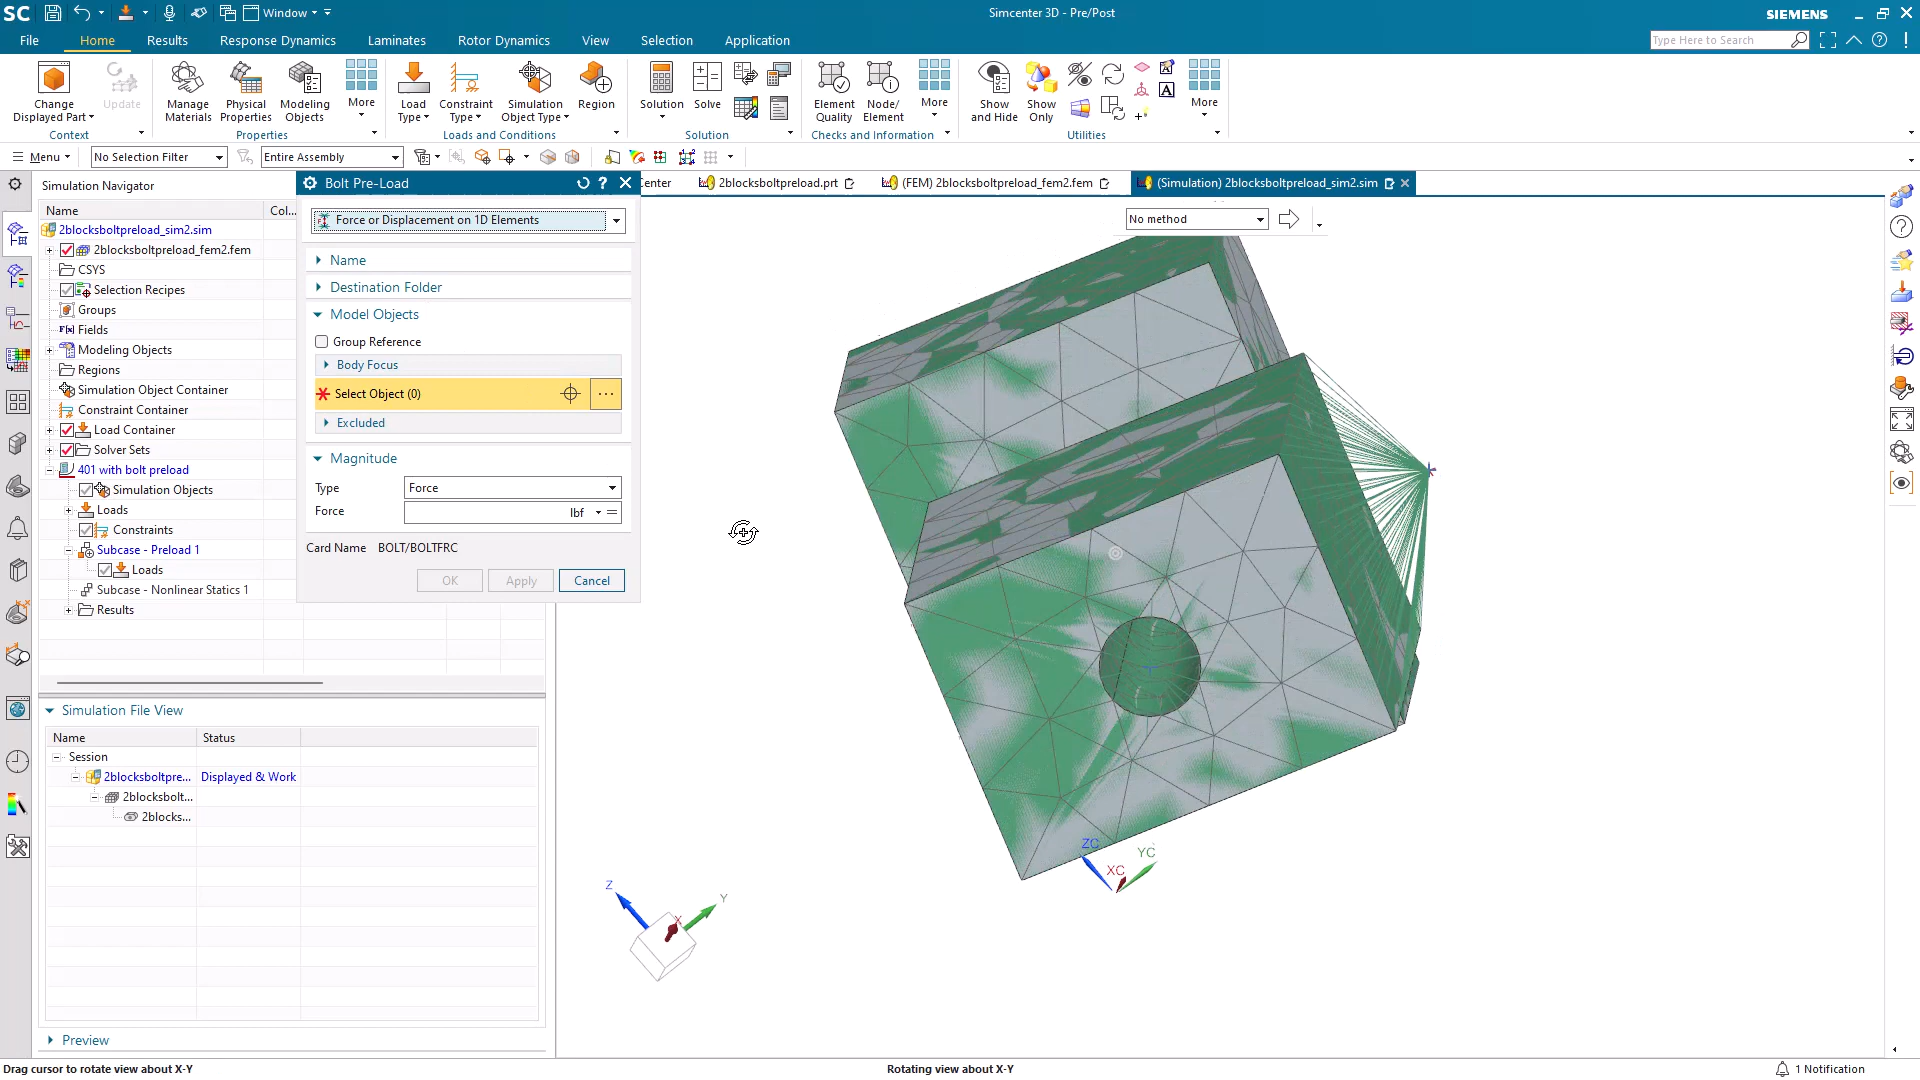 SC
Window
Simcenter 3D - Pre/Post
SIEMENS
File
Home
Results
Response Dynamics
Laminates
Rotor Dynamics
View
Selection
Application
Type Here to Search
Change Displayed Part
Update
Manage Materials
Physical Properties
Modeling Objects
More
Load Type
Constraint Type
Simulation Object Type
Region
Solution
Solve
Element Quality
Node/ Element
More
Show and Hide
Show Only
More
Context
Properties
Loads and Conditions
Solution
Checks and Information
Utilities
Menu
No Selection Filter
Entire Assembly
Simulation Navigator
Bolt Pre-Load
enter
2blocksboltpreload.prt
(FEM) 2blocksboltpreload_fem2.fem
(Simulation) 2blocksboltpreload_sim2.sim
Name
Col...
2blocksboltpreload_sim2.sim
2blocksboltpreload_fem2.fem
CSYS
Selection Recipes
Groups
Fields
Modeling Objects
Regions
Simulation Object Container
Constraint Container
Load Container
Solver Sets
401 with bolt preload
Simulation Objects
Loads
Constraints
Subcase - Preload 1
Loads
Subcase - Nonlinear Statics 1
Results
Force or Displacement on 1D Elements
Name
Destination Folder
Model Objects
Group Reference
Body Focus
Select Object (0)
Excluded
Magnitude
Type
Force
Force
lbf
Card Name
BOLT/BOLTFRC
OK
Apply
Cancel
No method
ZC
YC
XC
Z
Y
X
Simulation File View
Name
Status
Session
2blocksboltpre...
Displayed & Work
2blocksbolt...
2blocks...
Preview
Drag cursor to rotate view about X-Y
Rotating view about X-Y
1 Notification